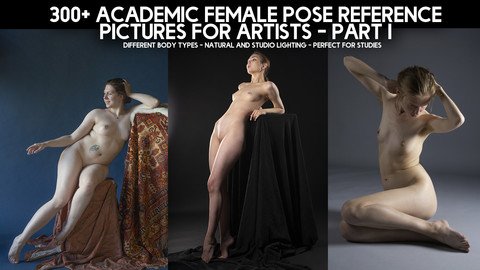 300+ ACADEMIC FEMALE POSE REFERENCE
PICTURES FOR ARTISTS - PART I
DIFFERENT BODY TYPES - NATURAL AND STUDIO LIGHTING - PERFECT FOR STUDIES